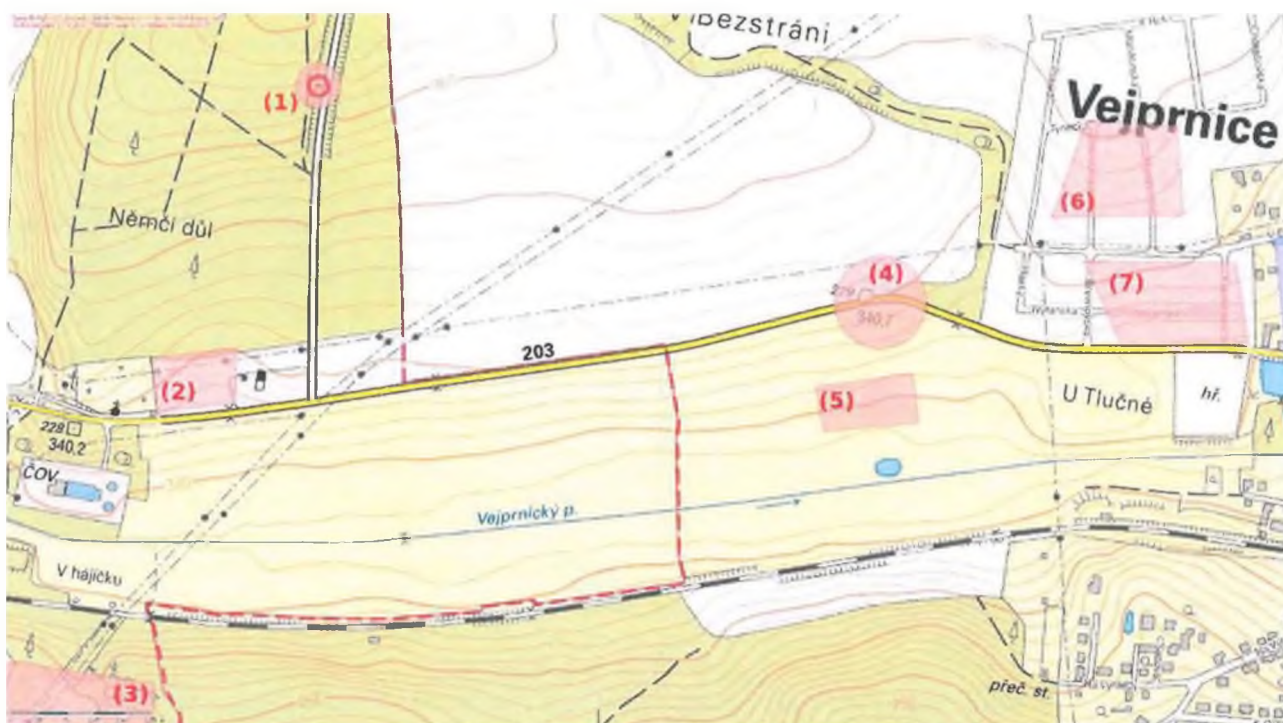 Bezstráni
Vejprnice
(1)
(6)
Němčí důl
(4)
(7)
279
340,7
203
(2)
(5)
U Tlučné
hř.
228
340,2
ČOV
Vejprnický p.
V hájíčku
(3)
přeč. st.